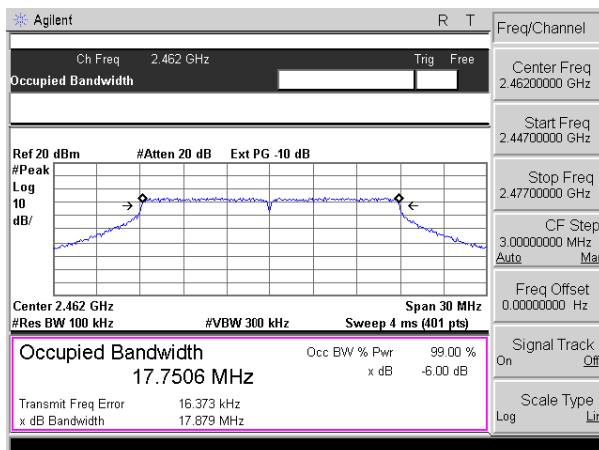 Agilent R T
Ch Freq 2.462 GHz Trig Free
Occupied Bandwidth
Ref 20 dBm #Atten 20 dB Ext PG -10 dB
#Peak
Log
10
dB/
Center 2.462 GHz Span 30 MHz
#Res BW 100 kHz #VBW 300 kHz Sweep 4 ms (401 pts)
Occupied Bandwidth Occ BW % Pwr 99.00 %
17.7506 MHz x dB -6.00 dB
Transmit Freq Error 16.373 kHz
x dB Bandwidth 17.879 MHz
Freq/Channel
Center Freq
2.46200000 GHz
Start Freq
2.44700000 GHz
Stop Freq
2.47700000 GHz
CF Step
3.00000000 MHz
Auto Ma
Freq Offset
0.00000000 Hz
Signal Track
On Off
Scale Type
Log Lin